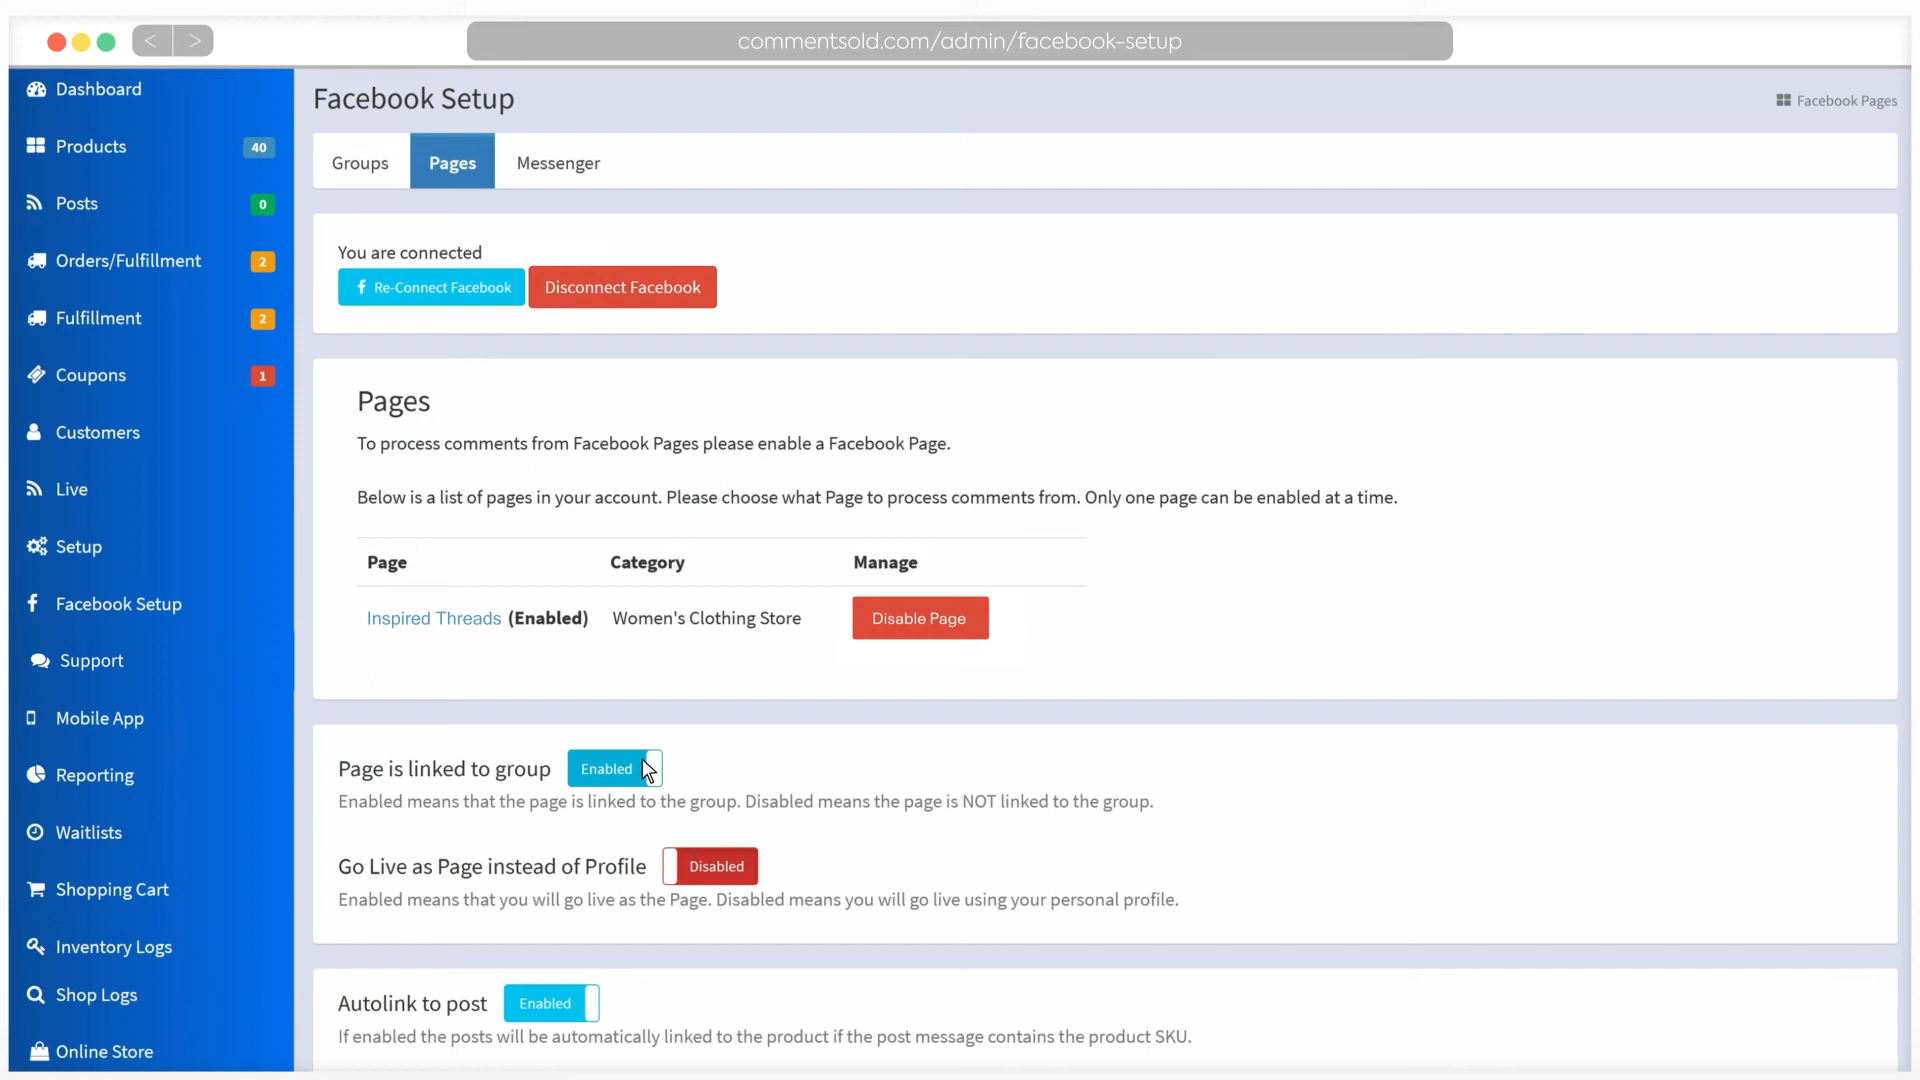 < >
commentsold.com/admin/facebook-setup
Dashboard
Products 40
Posts 0
Orders/Fulfillment 2
Fulfillment 2
Coupons 1
Customers
Live
Setup
Facebook Setup
Support
Mobile App
Reporting
Waitlists
Shopping Cart
Inventory Logs
Shop Logs
Online Store
Facebook Setup
Facebook Pages
Groups Pages Messenger
You are connected
Re-Connect Facebook Disconnect Facebook
Pages
To process comments from Facebook Pages please enable a Facebook Page.
Below is a list of pages in your account. Please choose what Page to process comments from. Only one page can be enabled at a time.
Page Category Manage
Inspired Threads (Enabled) Women's Clothing Store Disable Page
Page is linked to group Enabled
Enabled means that the page is linked to the group. Disabled means the page is NOT linked to the group.
Go Live as Page instead of Profile Disabled
Enabled means that you will go live as the Page. Disabled means you will go live using your personal profile.
Autolink to post Enabled
If enabled the posts will be automatically linked to the product if the post message contains the product SKU.